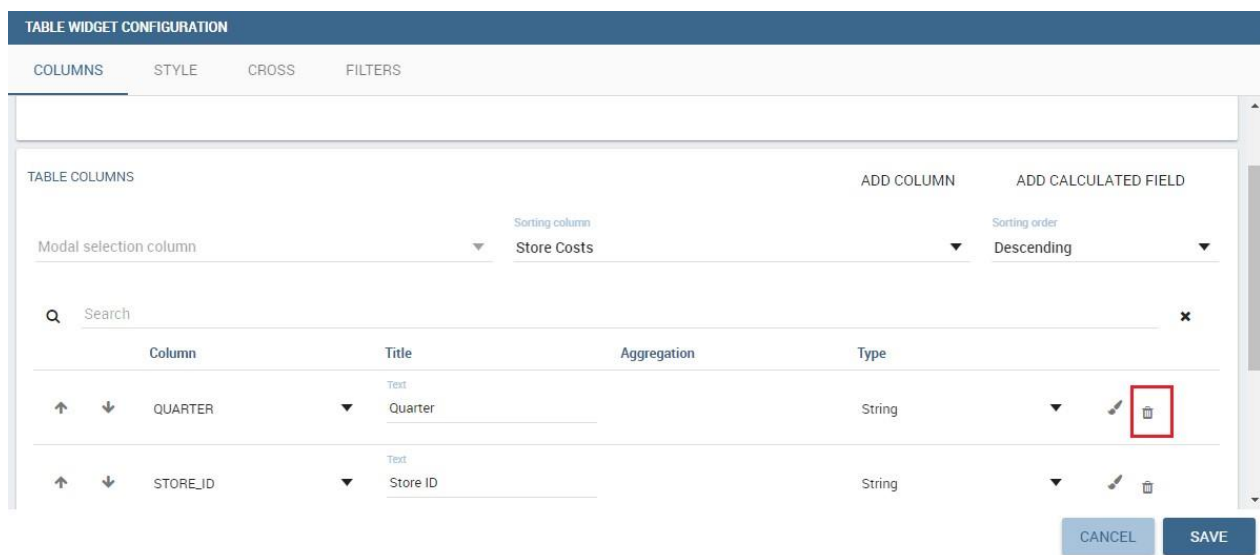 TABLE WIDGET CONFIGURATION
COLUMNS STYLE CROSS FILTERS
TABLE COLUMNS ADD COLUMN ADD CALCULATED FIELD
Sorting column Sorting order
Modal selection column Store Costs Descending
Search
Column Title Aggregation Type
Text
QUARTER Quarter String
Text
STORE_ID Store ID String
CANCEL SAVE